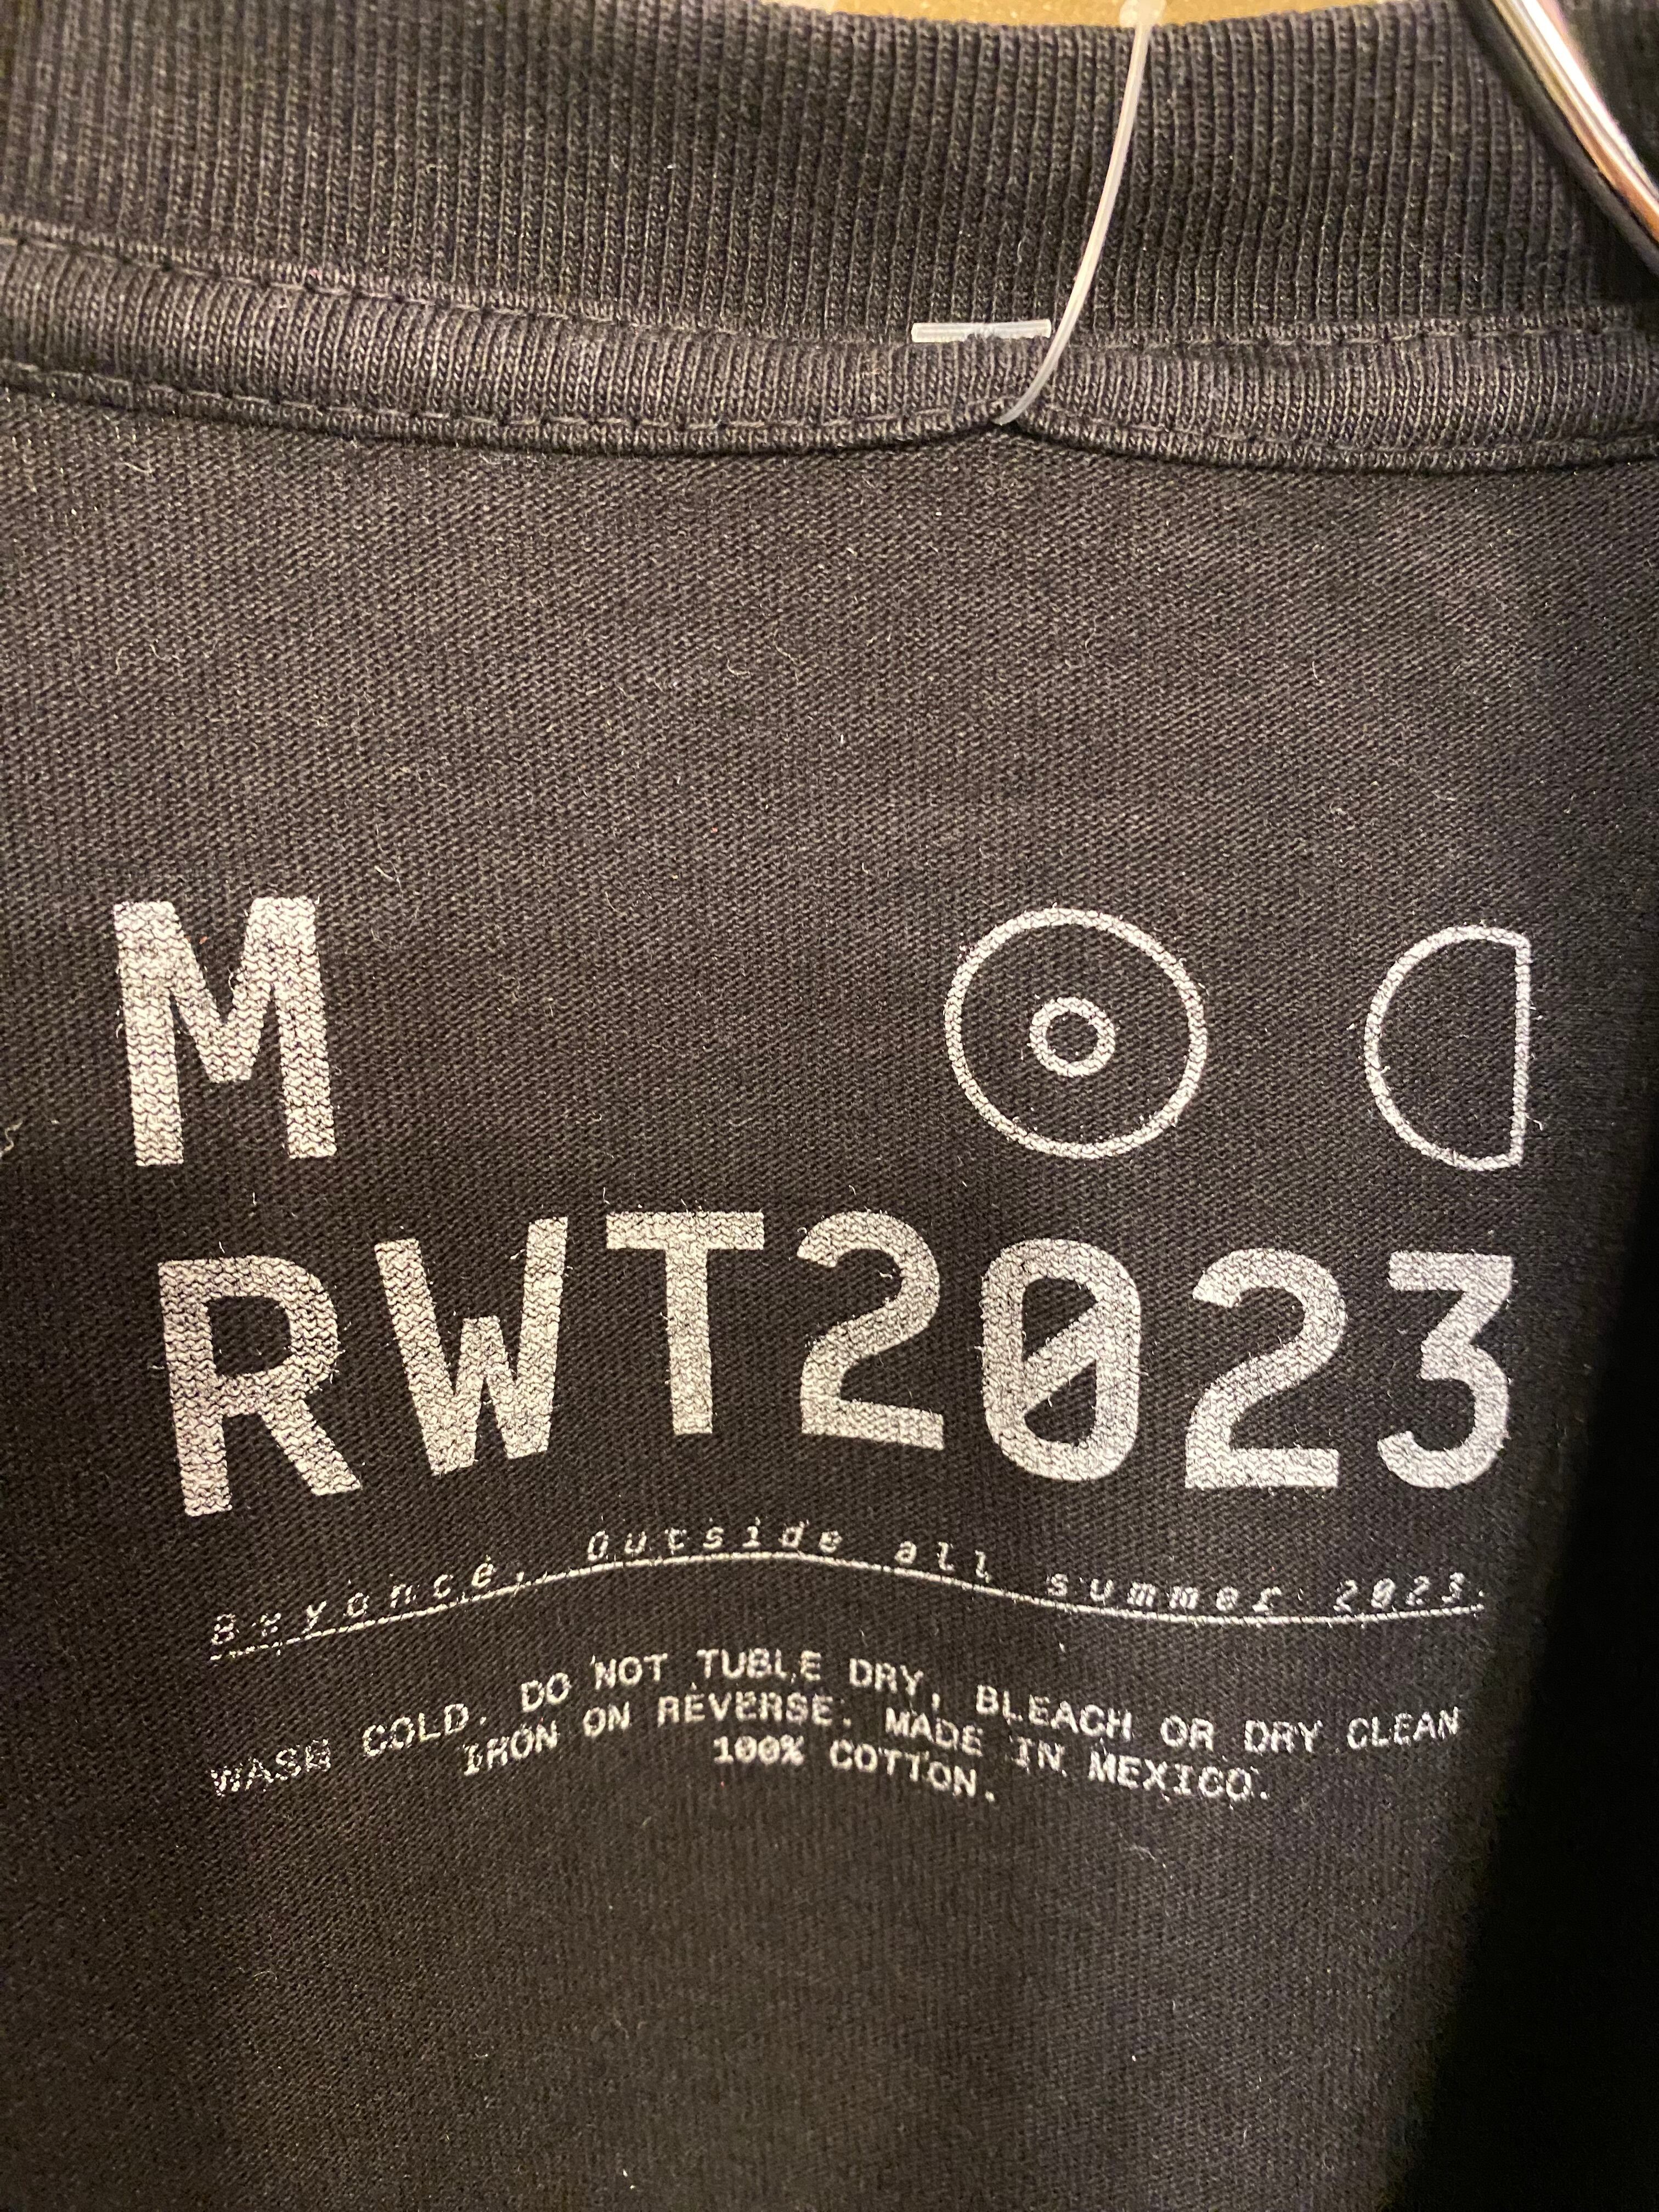 M
RWT2023
Bxyonce, Outside all summer 2023.
WASH COLD. DO NOT TUBLE DRY, BLEACH OR DRY CLEAN
IRON ON REVERSE. MADE IN MEXICO.
100% COTTON.